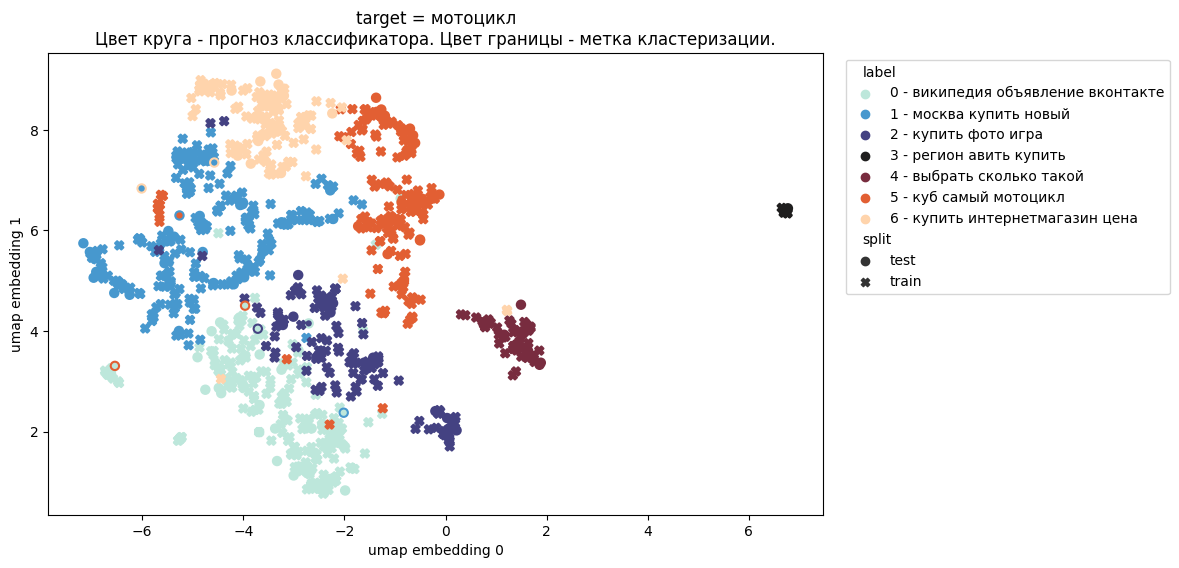 target = мотоцикл
Цвет круга - прогноз классификатора. Цвет границы - метка кластеризации.
label
0 - википедия объявление вконтакте
1 - москва купить новый
2 - купить фото игра
3 - регион авить купить
4 - выбрать сколько такой
5 - куб самый мотоцикл
6 - купить интернетмагазин цена
split
test
train
umap embedding 1
8
6
4
2
−6
−4
−2
0
2
4
6
umap embedding 0